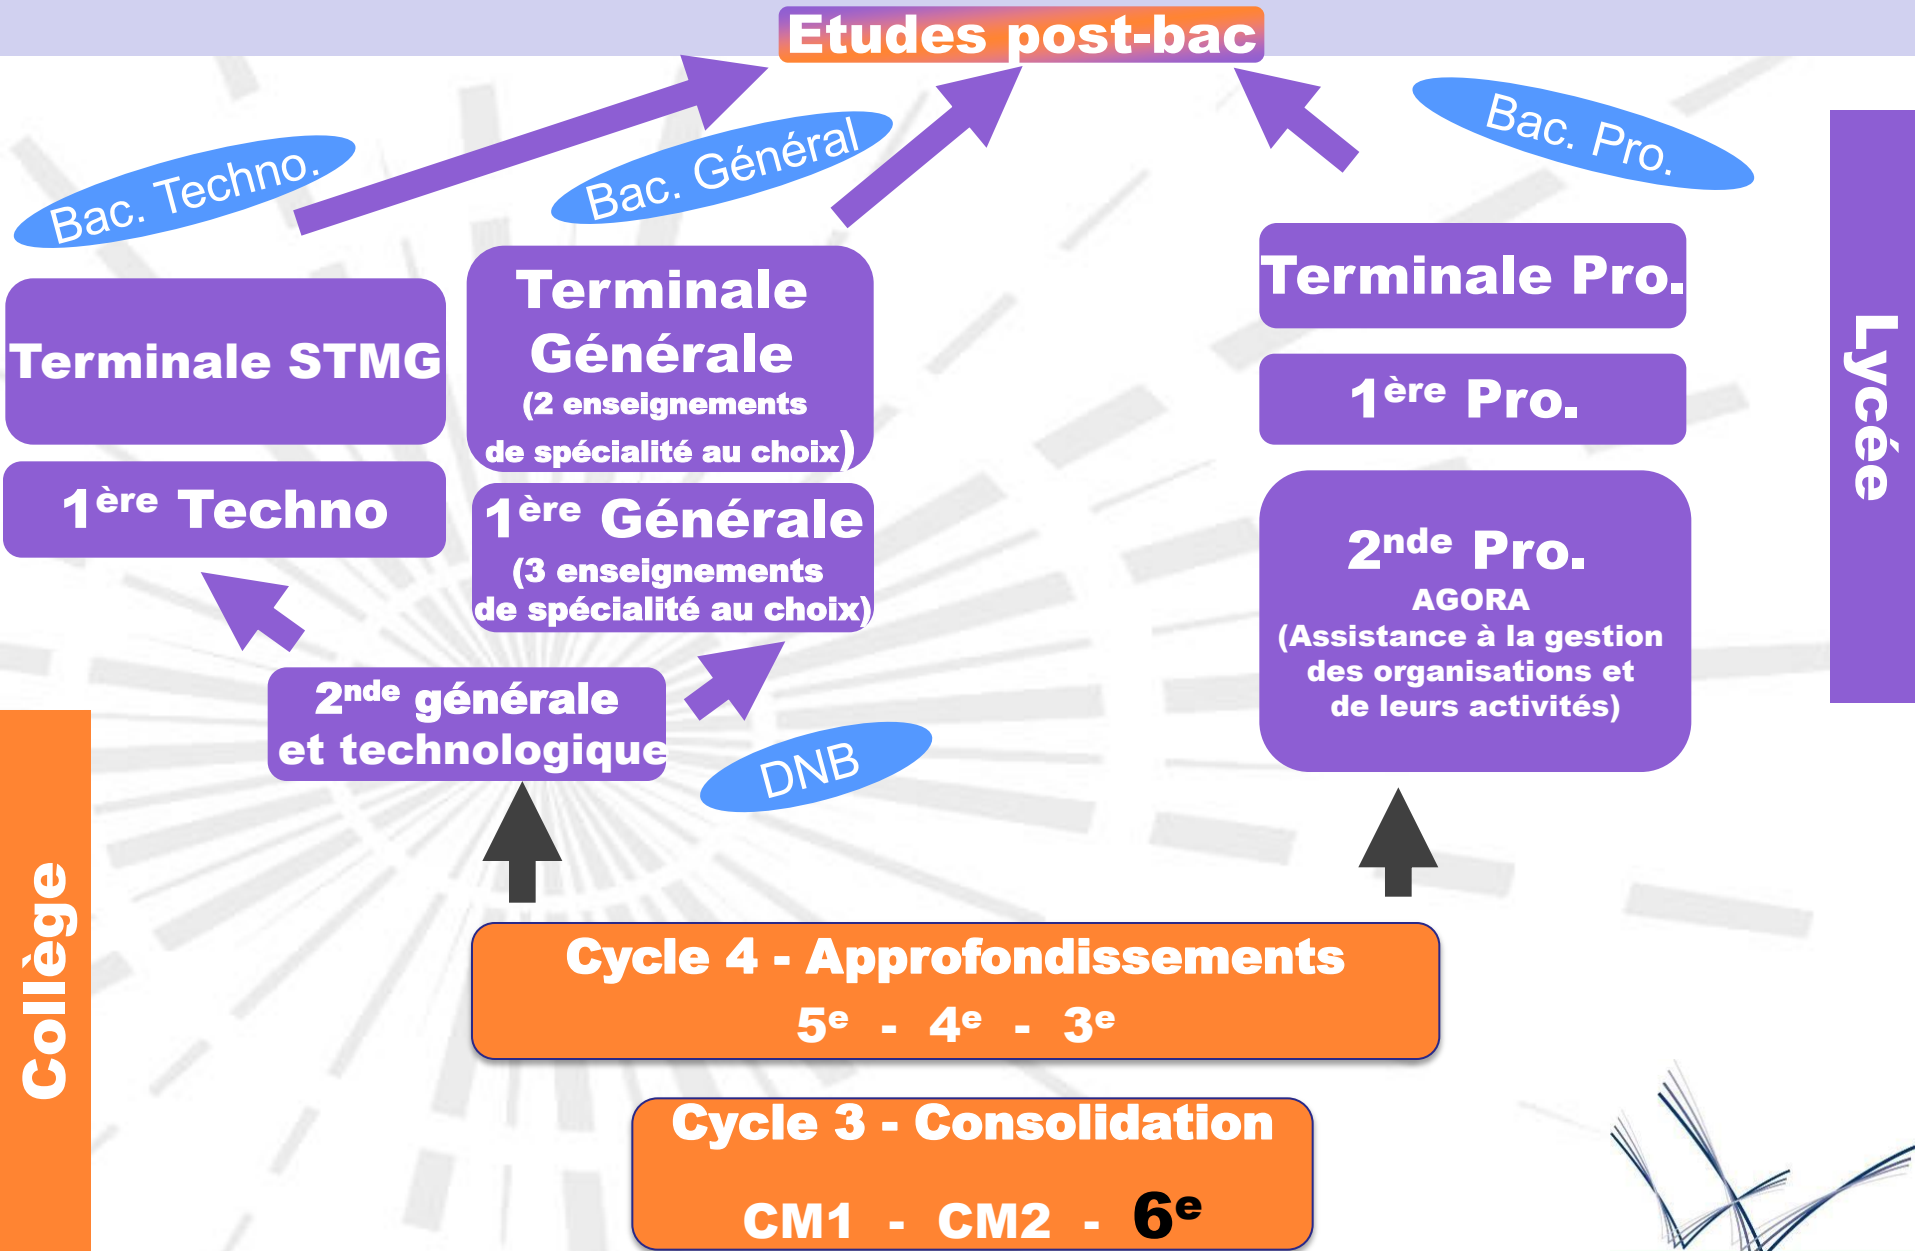 Etudes post-bac
Bac. Techno.
Bac. Général
Bac. Pro.
Terminale STMG
1ère Techno
Terminale
Générale
(2 enseignements
de spécialité au choix)
1ère Générale
(3 enseignements
de spécialité au choix)
2nde générale
et technologique
DNB
Terminale Pro.
1ère Pro.
2nde Pro.
AGORA
(Assistance à la gestion
des organisations et
de leurs activités)
Lycée
Collège
Cycle 4 - Approfondissements
5e - 4e - 3e
Cycle 3 - Consolidation
CM1 - CM2 - 6e